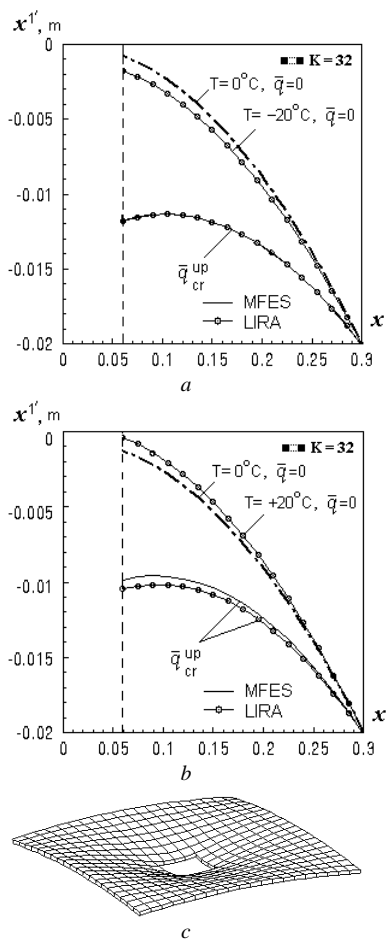 x^1', m
0
-0.005
-0.01
-0.015
-0.02
K = 32
T= 0°C, q̄=0
T= −20°C, q̄=0
q̄ up cr
MFES
LIRA
x
0 0.05 0.1 0.15 0.2 0.25 0.3
a
x^1', m
0
-0.005
-0.01
-0.015
-0.02
K = 32
T=0°C, q̄=0
T= +20°C, q̄=0
q̄ up cr
MFES
LIRA
x
0 0.05 0.1 0.15 0.2 0.25 0.3
b
c